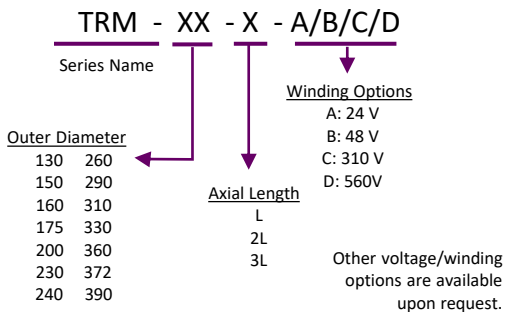 TRM - XX - X - A/B/C/D
Series Name
Winding Options
A: 24 V
B: 48 V
C: 310 V
D: 560V
Outer Diameter
130 260
150 290
160 310
175 330
200 360
230 372
240 390
Axial Length
L
2L
3L
Other voltage/winding
options are available
upon request.